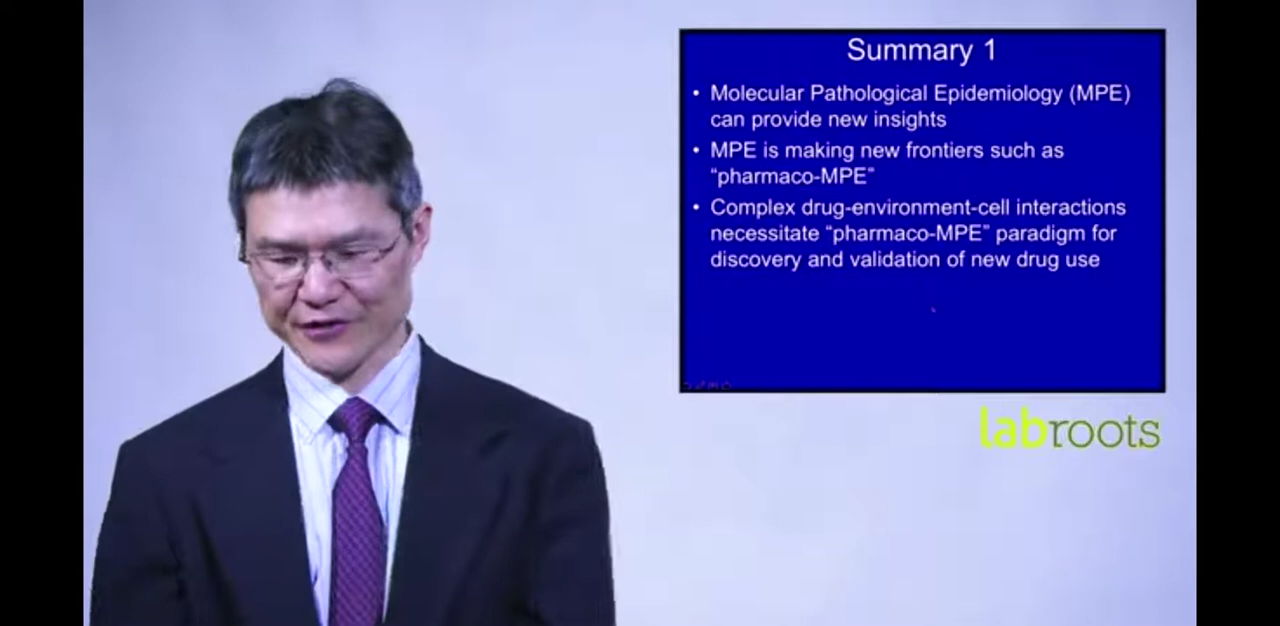 Summary 1
• Molecular Pathological Epidemiology (MPE)
can provide new insights
• MPE is making new frontiers such as
“pharmaco-MPE”
• Complex drug-environment-cell interactions
necessitate “pharmaco-MPE” paradigm for
discovery and validation of new drug use
labroots